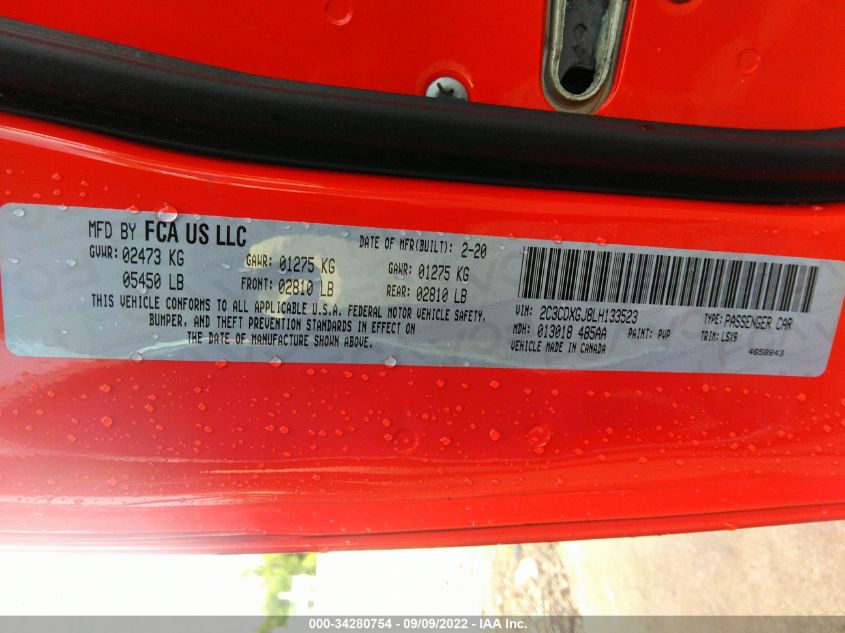 MFD BY FCA US LLC
DATE OF MFR(BUILT): 2-20
GVWR: 02473 KG
05450 LB
GAWR: 01275 KG
FRONT: 02810 LB
GAWR: 01275 KG
REAR: 02810 LB
THIS VEHICLE CONFORMS TO ALL APPLICABLE U.S.A. FEDERAL MOTOR VEHICLE SAFETY,
BUMPER, AND THEFT PREVENTION STANDARDS IN EFFECT ON
THE DATE OF MANUFACTURE SHOWN ABOVE.
VIN: 2C3CDXGJ8LH133523
TYPE: PASSENGER CAR
MDH: 013018 485AA
PAINT: PVP
TRIM: LSX9
VEHICLE MADE IN CANADA
4656843
000-34280754 - 09/09/2022 - IAA Inc.